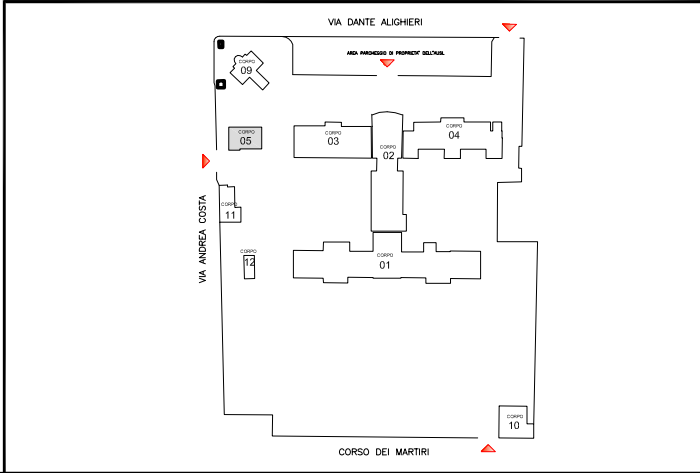 VIA DANTE ALIGHIERI
AREA PARCHEGGIO DI PROPRIETA' DELL'AUSL
CORPO
09
CORPO
05
CORPO
03
CORPO
02
CORPO
04
VIA ANDREA COSTA
CORPO
11
CORPO
12
CORPO
01
CORPO
10
CORSO DEI MARTIRI